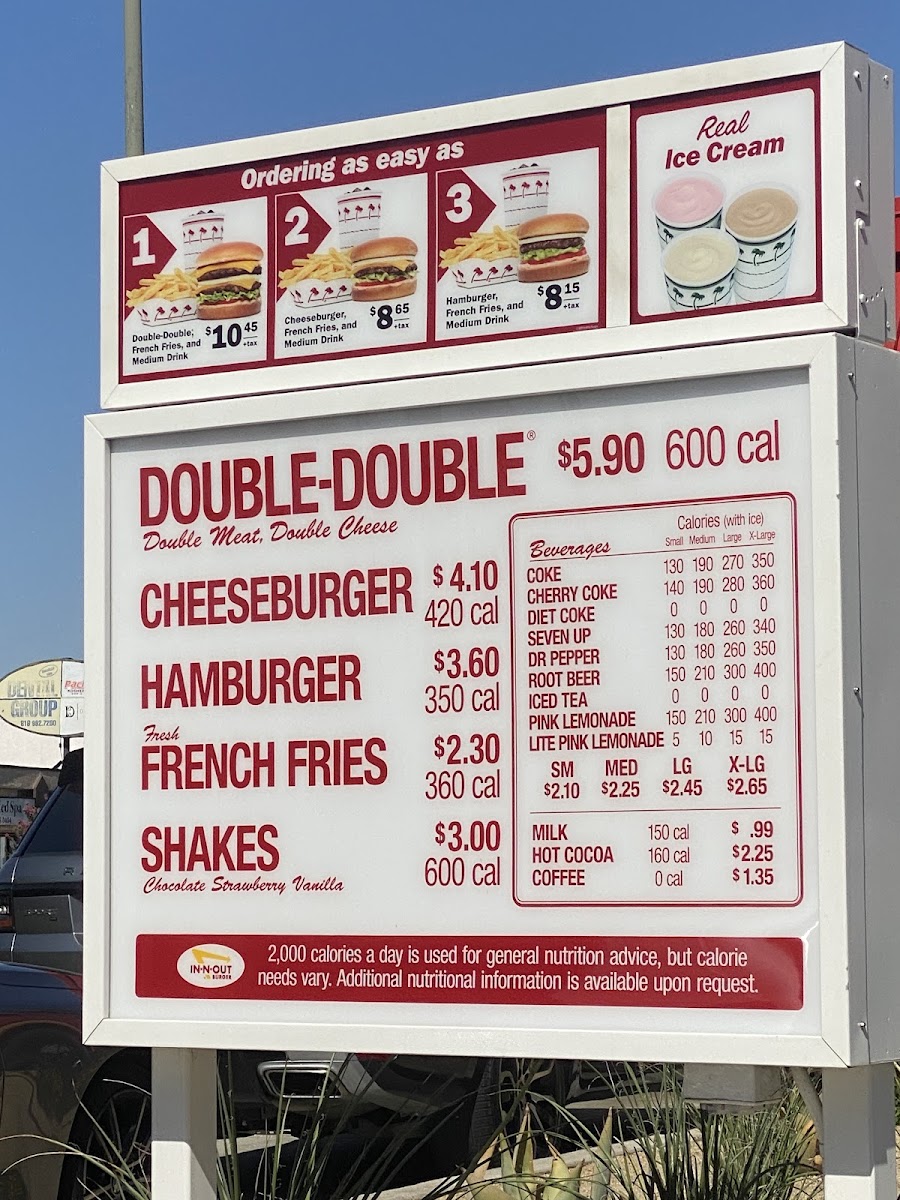 Ordering as easy as
1
Double-Double,
French Fries, and
Medium Drink
$10 45
+tax
2
Cheeseburger,
French Fries, and
Medium Drink
$8 65
+tax
3
Hamburger,
French Fries, and
Medium Drink
$8 15
+tax
Real
Ice Cream
DOUBLE-DOUBLE® $5.90 600 cal
Double Meat, Double Cheese
CHEESEBURGER $4.10
420 cal
HAMBURGER $3.60
350 cal
Fresh
FRENCH FRIES $2.30
360 cal
SHAKES $3.00
Chocolate Strawberry Vanilla 600 cal
Calories (with ice)
Beverages Small Medium Large X-Large
COKE 130 190 270 350
CHERRY COKE 140 190 280 360
DIET COKE 0 0 0 0
SEVEN UP 130 180 260 340
DR PEPPER 130 180 260 350
ROOT BEER 150 210 300 400
ICED TEA 0 0 0 0
PINK LEMONADE 150 210 300 400
LITE PINK LEMONADE 5 10 15 15
SM MED LG X-LG
$2.10 $2.25 $2.45 $2.65
MILK 150 cal $ .99
HOT COCOA 160 cal $2.25
COFFEE 0 cal $1.35
IN-N-OUT
BURGER
2,000 calories a day is used for general nutrition advice, but calorie
needs vary. Additional nutritional information is available upon request.
DENTAL
GROUP